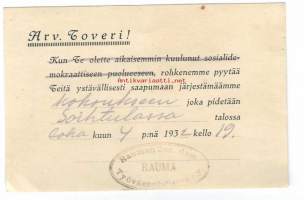 Arv. Toveri!
Kun Te olette aikaisemmin kuulunut sosialide-
mokraattiseen puolueeseen, rohkenemme pyytää
Teitä ystävällisesti saapumaan järjestämäämme
kokoukseen joka pidetään
Soihtulassa talossa
loka kuun 4 p:nä 1932 kello 19.
RAUMA